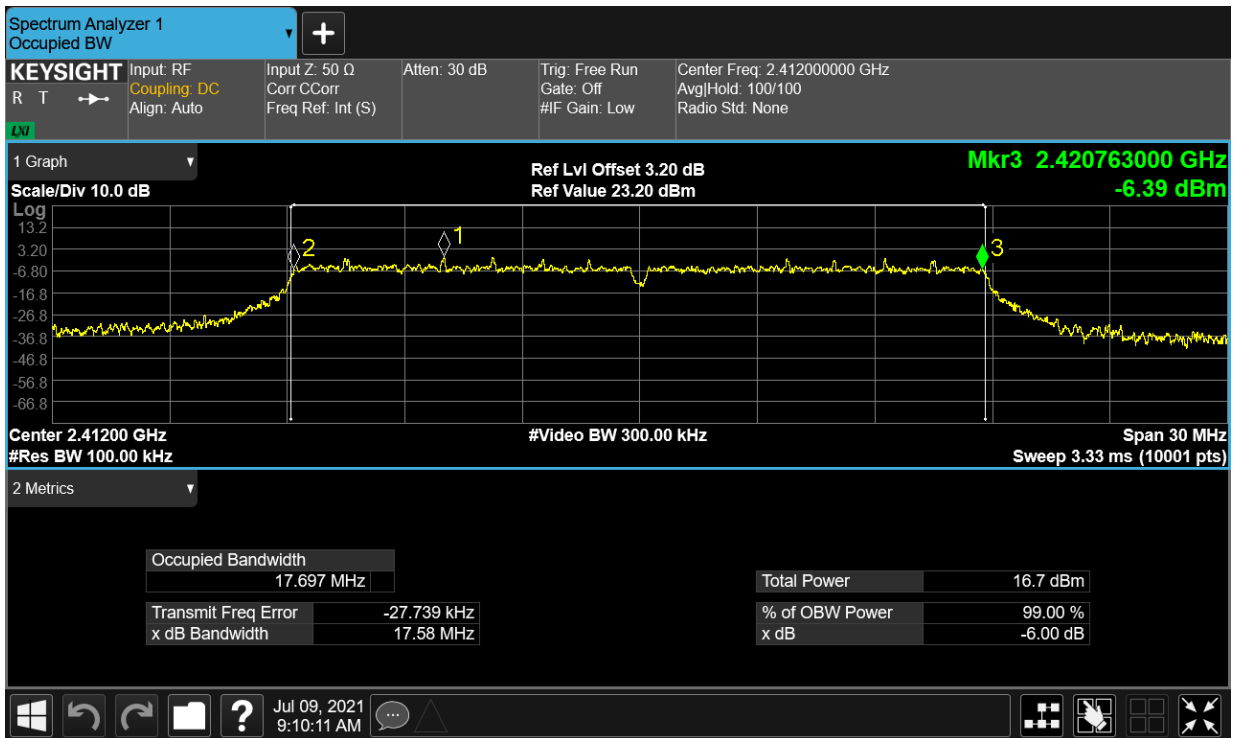 Spectrum Analyzer 1
Occupied BW
+
KEYSIGHT
R T
LXI
Input: RF
Coupling: DC
Align: Auto
Input Z: 50 Ω
Corr CCorr
Freq Ref: Int (S)
Atten: 30 dB
Trig: Free Run
Gate: Off
#IF Gain: Low
Center Freq: 2.412000000 GHz
Avg|Hold: 100/100
Radio Std: None
1 Graph
Scale/Div 10.0 dB
Ref Lvl Offset 3.20 dB
Ref Value 23.20 dBm
Mkr3 2.420763000 GHz
-6.39 dBm
Log
13.2
3.20
-6.80
-16.8
-26.8
-36.8
-46.8
-56.8
-66.8
2
1
3
Center 2.41200 GHz
#Video BW 300.00 kHz
Span 30 MHz
#Res BW 100.00 kHz
Sweep 3.33 ms (10001 pts)
2 Metrics
Occupied Bandwidth
17.697 MHz
Total Power 16.7 dBm
Transmit Freq Error -27.739 kHz
% of OBW Power 99.00 %
x dB Bandwidth 17.58 MHz
x dB -6.00 dB
?
Jul 09, 2021
9:10:11 AM